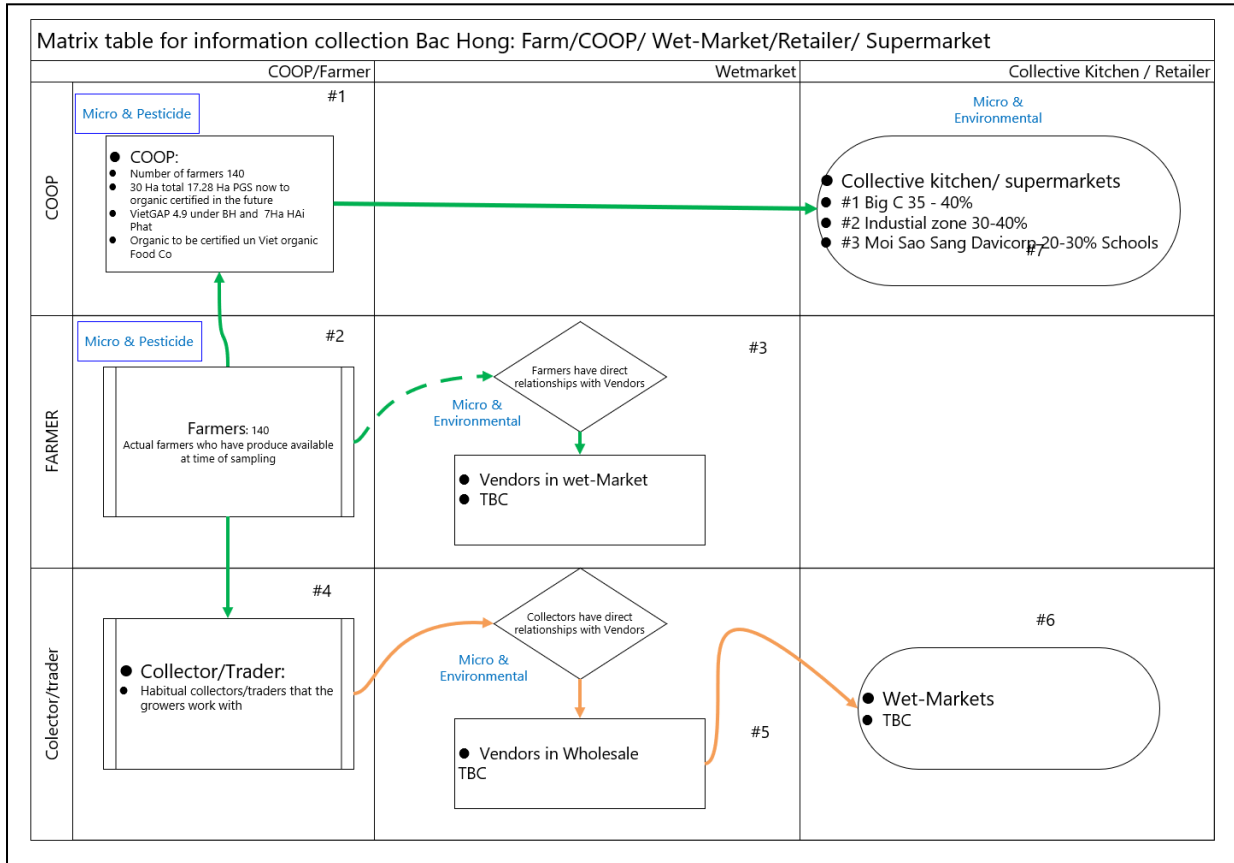 Matrix table for information collection Bac Hong: Farm/COOP/ Wet-Market/Retailer/ Supermarket
COOP/Farmer
Wetmarket
Collective Kitchen / Retailer
COOP
#1
Micro & Pesticide
● COOP:
● Number of farmers 140
● 30 Ha total 17.28 Ha PGS now to
organic certified in the future
● VietGAP 4.9 under BH and 7Ha HAi
Phat
● Organic to be certified un Viet organic
Food Co
Micro &
Environmental
● Collective kitchen/ supermarkets
● #1 Big C 35 - 40%
● #2 Industial zone 30-40%
● #3 Moi Sao Sang Davicorp 20-30% Schools
#7
FARMER
Micro & Pesticide
#2
Farmers: 140
Actual farmers who have produce available
at time of sampling
Farmers have direct
relationships with Vendors
#3
Micro &
Environmental
● Vendors in wet-Market
● TBC
Colector/trader
#4
● Collector/Trader:
● Habitual collectors/traders that the
growers work with
Collectors have direct
relationships with Vendors
Micro &
Environmental
● Vendors in Wholesale
TBC
#5
#6
● Wet-Markets
● TBC